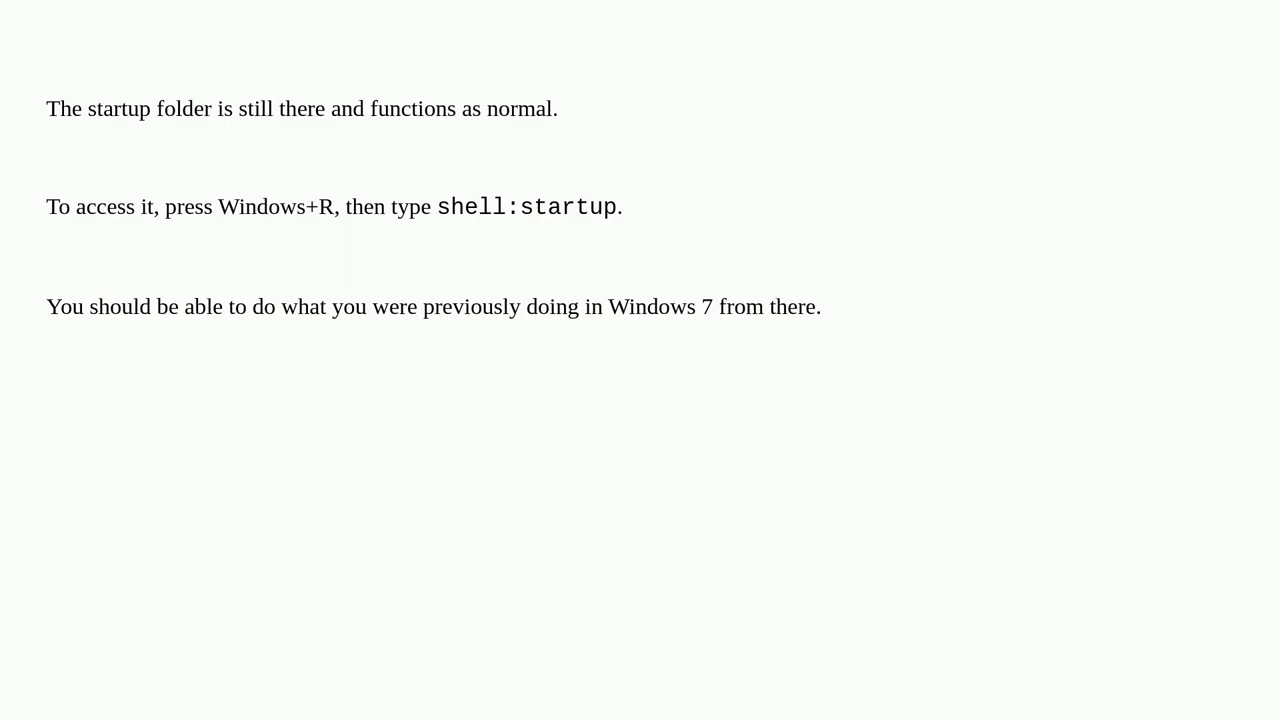 The startup folder is still there and functions as normal.
To access it, press Windows+R, then type shell:startup.
You should be able to do what you were previously doing in Windows 7 from there.